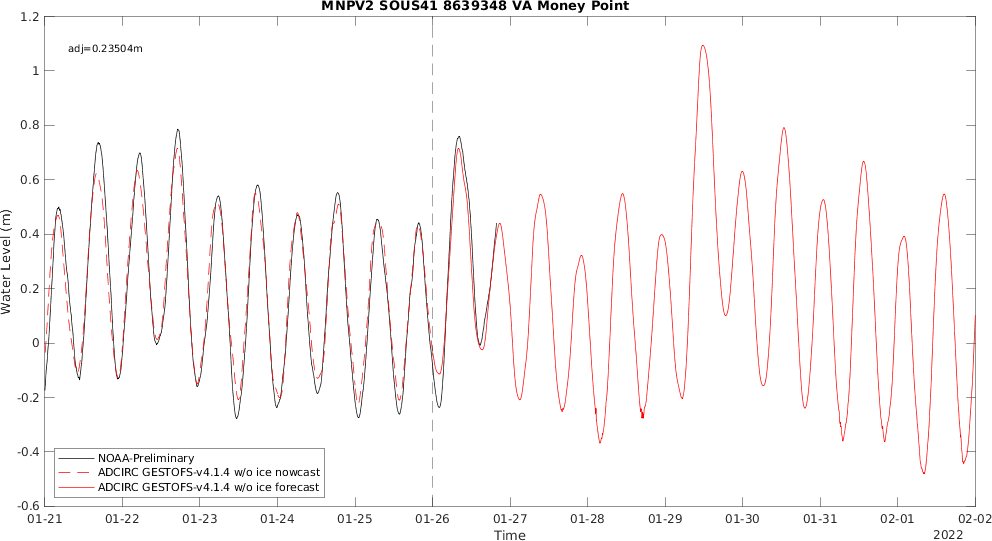 MNPV2 SOUS41 8639348 VA Money Point
1.2
adj=0.23504m
1
0.8
0.6
0.4
0.2
0
-0.2
-0.4
-0.6
Water Level (m)
NOAA-Preliminary
ADCIRC GESTOFS-v4.1.4 w/o ice nowcast
ADCIRC GESTOFS-v4.1.4 w/o ice forecast
01-21 01-22 01-23 01-24 01-25 01-26 01-27 01-28 01-29 01-30 01-31 02-01 02-02
Time
2022